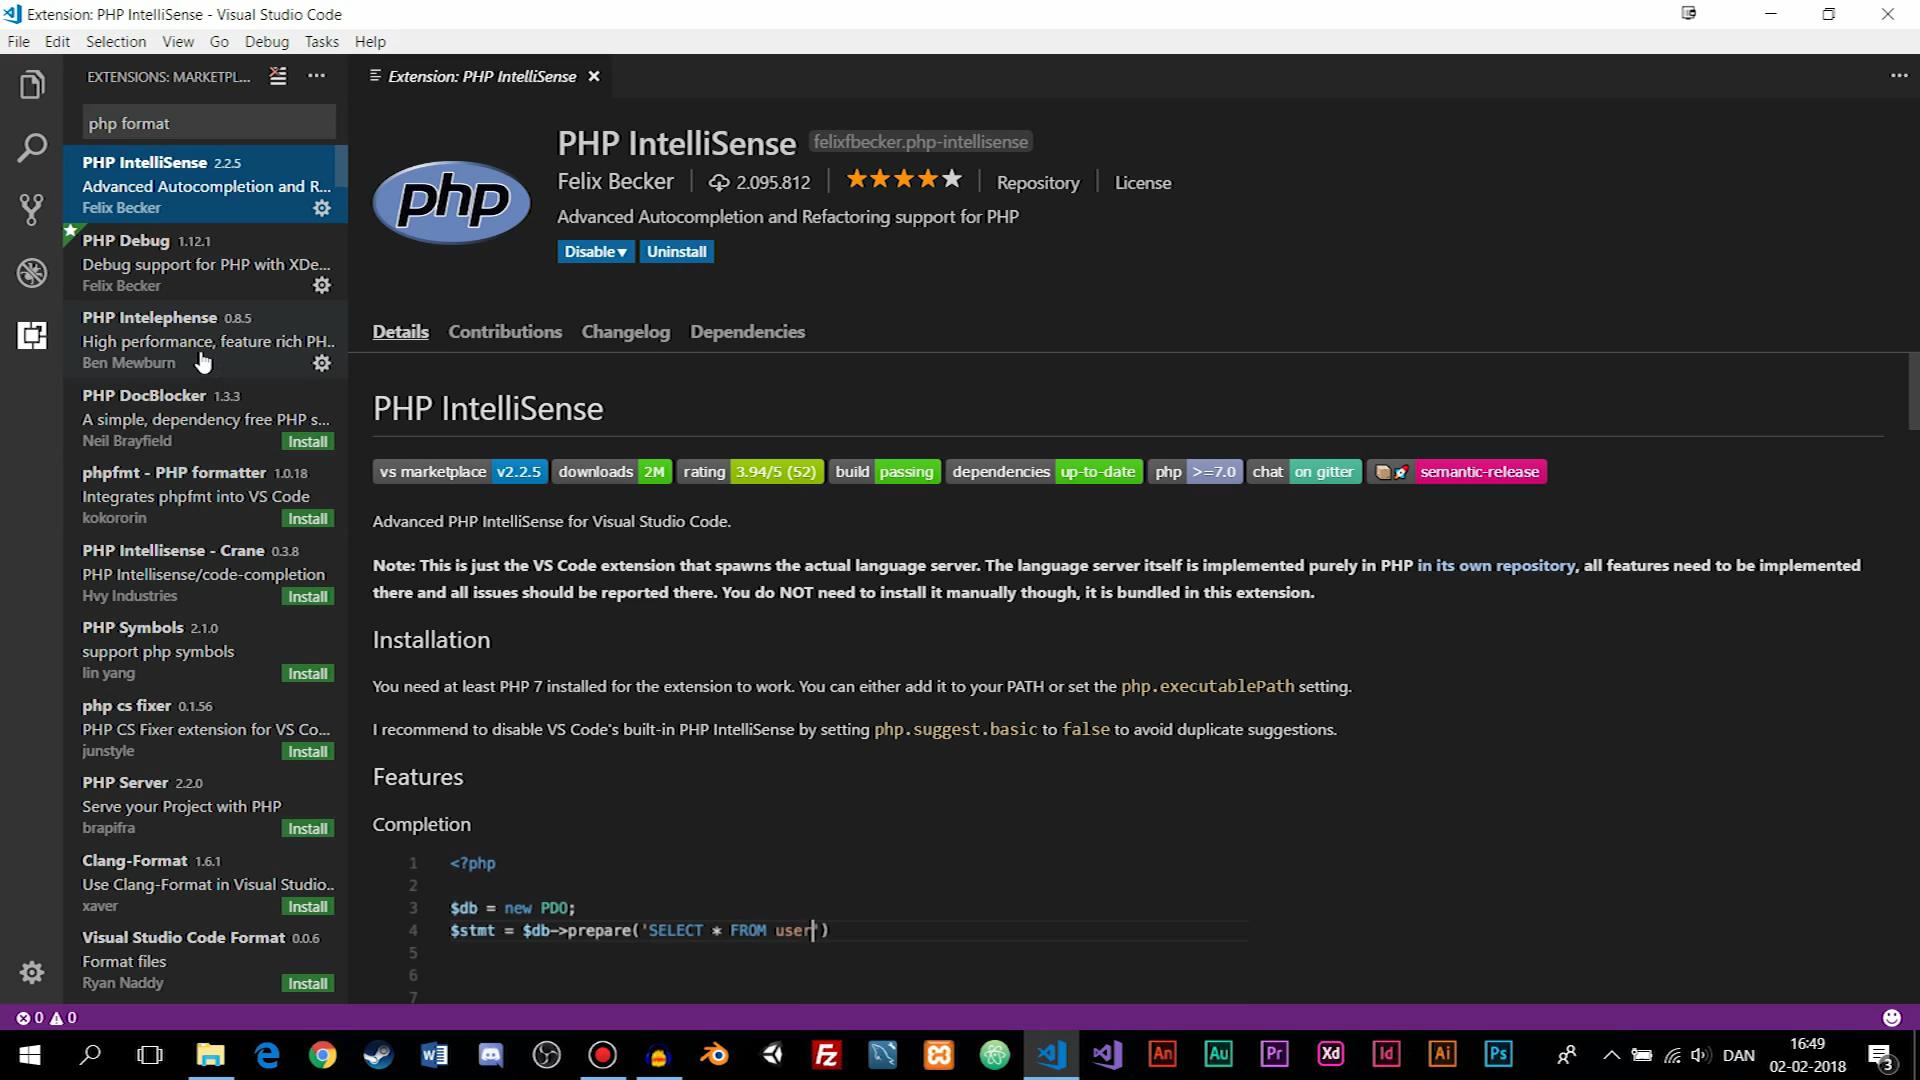 Extension: PHP IntelliSense - Visual Studio Code
File Edit Selection View Go Debug Tasks Help
EXTENSIONS: MARKETPL...
php format
PHP IntelliSense 2.2.5
Advanced Autocompletion and R...
Felix Becker
PHP Debug 1.12.1
Debug support for PHP with XDe...
Felix Becker
PHP Intelephense 0.8.5
High performance, feature rich PH..
Ben Mewburn
PHP DocBlocker 1.3.3
A simple, dependency free PHP s...
Neil Brayfield Install
phpfmt - PHP formatter 1.0.18
Integrates phpfmt into VS Code
kokororin Install
PHP Intellisense - Crane 0.3.8
PHP Intellisense/code-completion
Hvy Industries Install
PHP Symbols 2.1.0
support php symbols
lin yang Install
php cs fixer 0.1.56
PHP CS Fixer extension for VS Co...
junstyle Install
PHP Server 2.2.0
Serve your Project with PHP
brapifra Install
Clang-Format 1.6.1
Use Clang-Format in Visual Studio..
xaver Install
Visual Studio Code Format 0.0.6
Format files
Ryan Naddy Install
Extension: PHP IntelliSense
php
PHP IntelliSense felixfbecker.php-intellisense
Felix Becker 2.095.812 Repository License
Advanced Autocompletion and Refactoring support for PHP
Disable Uninstall
Details Contributions Changelog Dependencies
PHP IntelliSense
vs marketplace v2.2.5 downloads 2M rating 3.94/5 (52) build passing dependencies up-to-date php >=7.0 chat on gitter semantic-release
Advanced PHP IntelliSense for Visual Studio Code.
Note: This is just the VS Code extension that spawns the actual language server. The language server itself is implemented purely in PHP in its own repository, all features need to be implemented
there and all issues should be reported there. You do NOT need to install it manually though, it is bundled in this extension.
Installation
You need at least PHP 7 installed for the extension to work. You can either add it to your PATH or set the php.executablePath setting.
I recommend to disable VS Code's built-in PHP IntelliSense by setting php.suggest.basic to false to avoid duplicate suggestions.
Features
Completion
1 <?php
2
3 $db = new PDO;
4 $stmt = $db->prepare('SELECT * FROM user')
5
6
7
0 0
An Au Pr Xd Id Ai Ps
DAN
16:49
02-02-2018
3